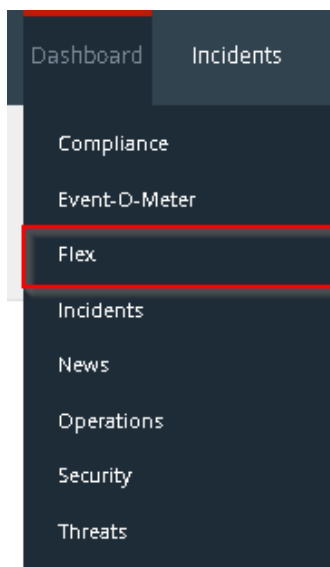 Dashboard Incidents
Compliance
Event-O-Meter
Flex
Incidents
News
Operations
Security
Threats